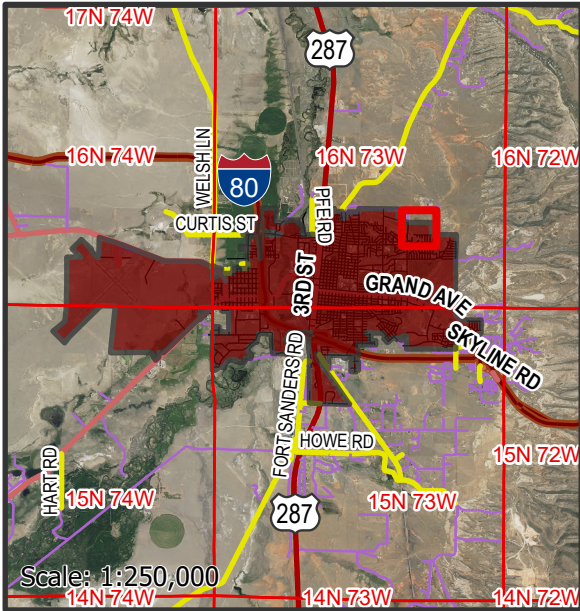 17N 74W
287
16N 74W
WELSH LN
80
16N 73W
16N 72W
PFEI RD
CURTIS ST
3RD ST
GRAND AVE
SKYLINE RD
FORT SANDERS RD
HOWE RD
15N 72W
HART RD
15N 74W
287
15N 73W
Scale: 1:250,000
14N 74W
14N 73W
14N 72W